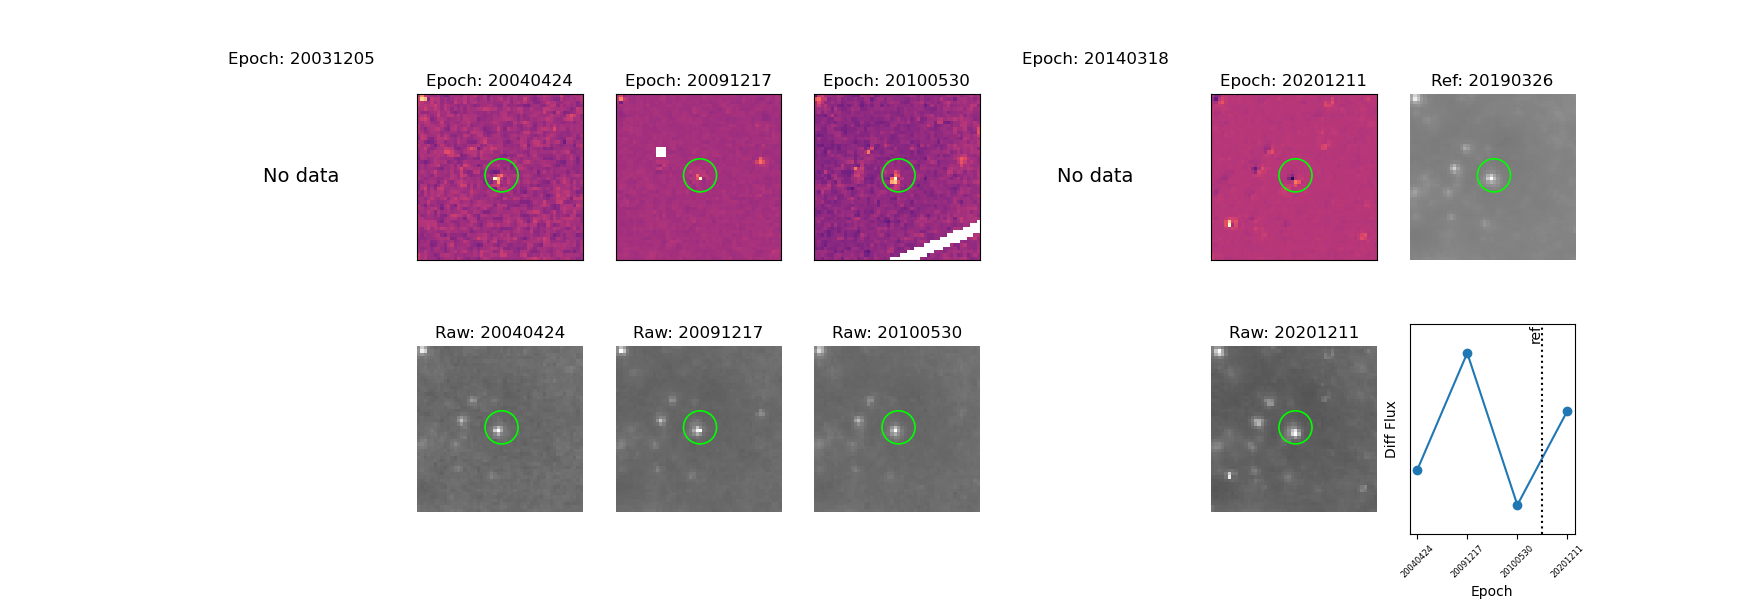 Epoch: 20031205
Epoch: 20140318
Epoch: 20040424
Epoch: 20091217
Epoch: 20100530
Epoch: 20201211
Ref: 20190326
No data
No data
Raw: 20040424
Raw: 20091217
Raw: 20100530
Raw: 20201211
ref
Diff Flux
20040424
20091217
20100530
20201211
Epoch